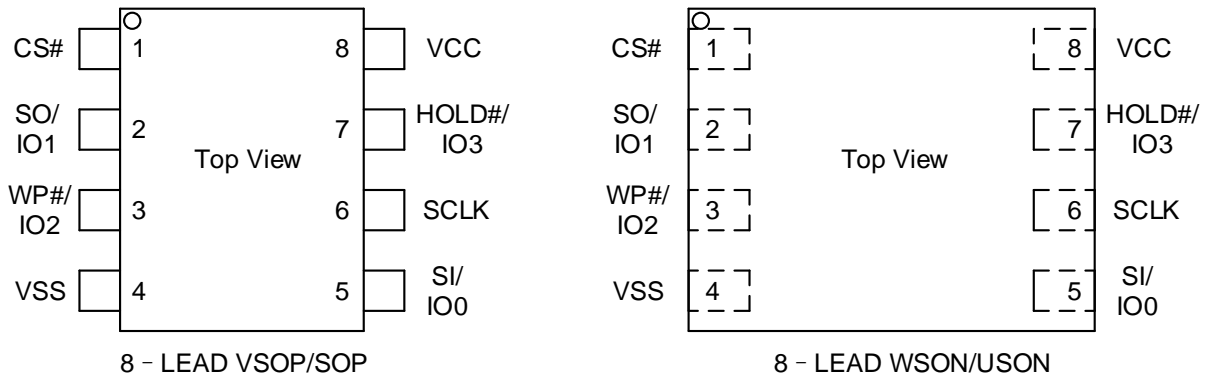 CS#
1
8
VCC
SO/
IO1
2
7
HOLD#/
IO3
Top View
WP#/
IO2
3
6
SCLK
VSS
4
5
SI/
IO0
8 – LEAD VSOP/SOP
CS#
1
8
VCC
SO/
IO1
2
7
HOLD#/
IO3
Top View
WP#/
IO2
3
6
SCLK
VSS
4
5
SI/
IO0
8 – LEAD WSON/USON